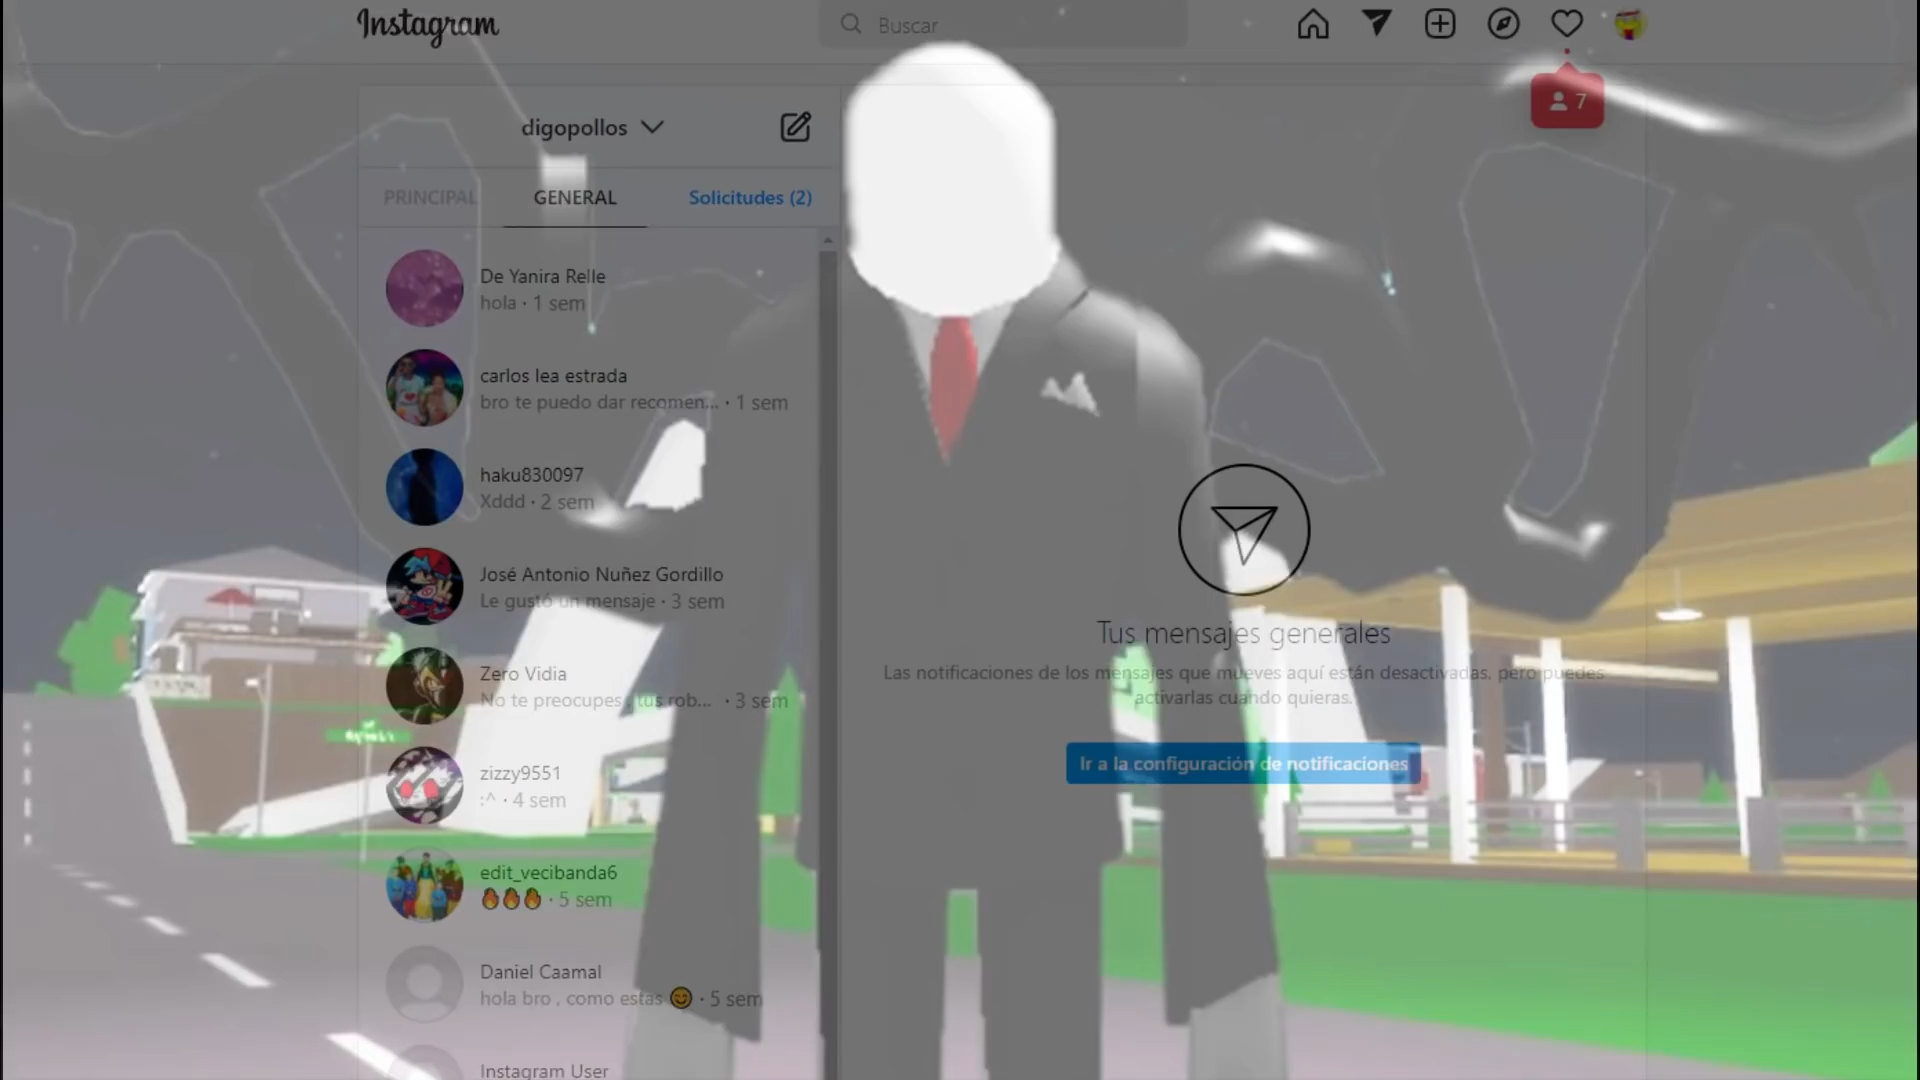 Instagram
Buscar
7
digopollos
PRINCIPAL
GENERAL
Solicitudes (2)
De Yanira Relle
hola · 1 sem
carlos lea estrada
bro te puedo dar recomen... · 1 sem
haku830097
Xddd · 2 sem
José Antonio Nuñez Gordillo
Le gustó un mensaje · 3 sem
Zero Vidia
No te preocupes , tus rob... · 3 sem
zizzy9551
:^ · 4 sem
edit_vecibanda6
🔥🔥🔥 · 5 sem
Daniel Caamal
hola bro , como estas 😊 · 5 sem
Instagram User
Tus mensajes generales
Las notificaciones de los mensajes que mueves aquí están desactivadas, pero puedes
activarlas cuando quieras.
Ir a la configuración de notificaciones